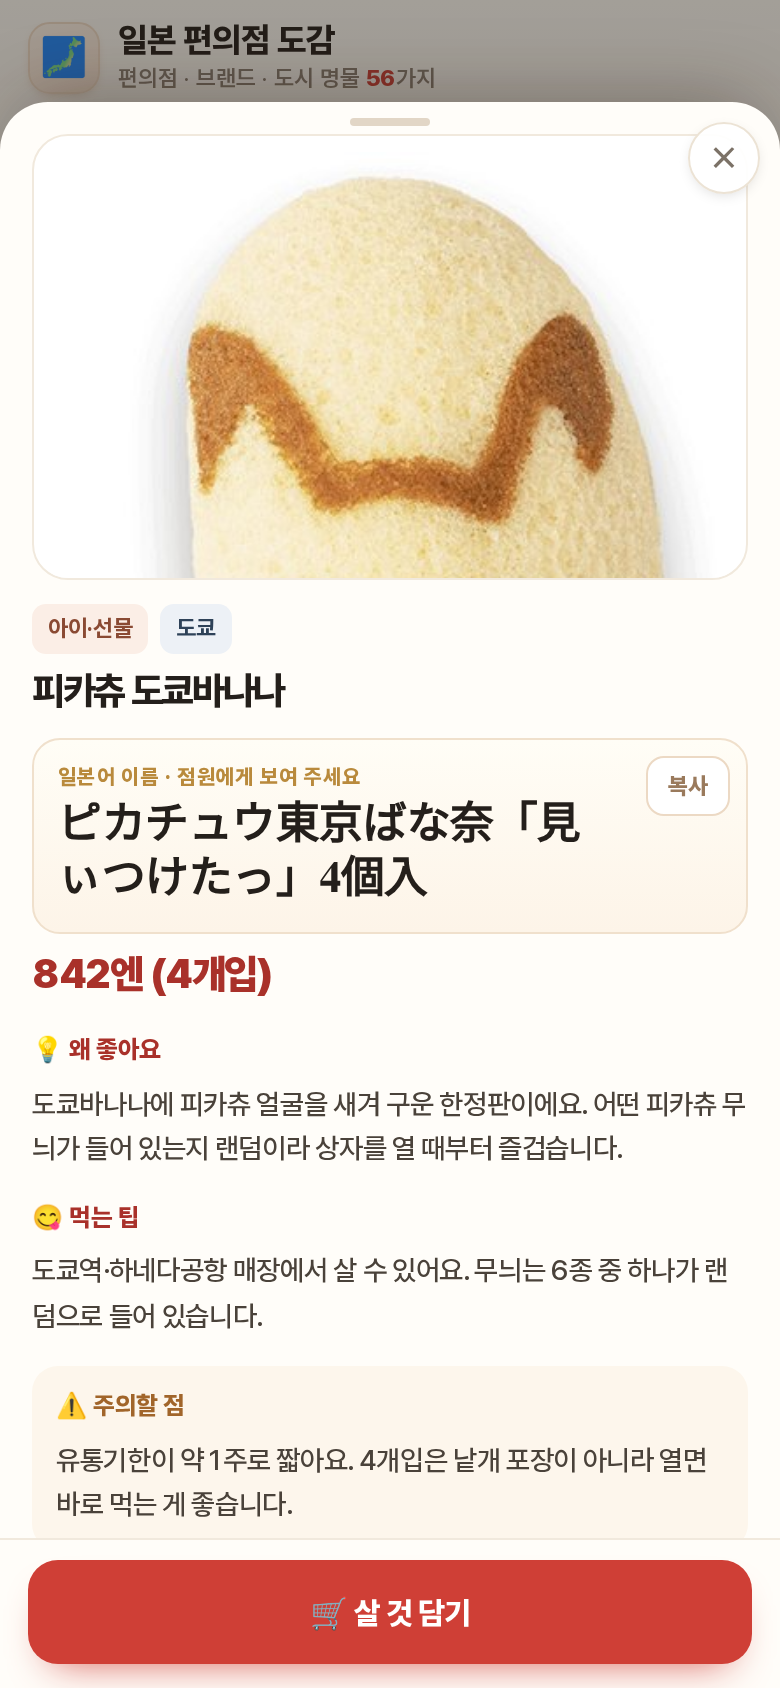 일본 편의점 도감
편의점 · 브랜드 · 도시 명물 56가지
아이·선물
도쿄
피카츄 도쿄바나나
일본어 이름 · 점원에게 보여 주세요
복사
ピカチュウ東京ばな奈「見
ぃつけたっ」4個入
842엔 (4개입)
💡 왜 좋아요
도쿄바나나에 피카츄 얼굴을 새겨 구운 한정판이에요. 어떤 피카츄 무
늬가 들어 있는지 랜덤이라 상자를 열 때부터 즐겁습니다.
😋 먹는 팁
도쿄역·하네다공항 매장에서 살 수 있어요. 무늬는 6종 중 하나가 랜
덤으로 들어 있습니다.
⚠️ 주의할 점
유통기한이 약 1주로 짧아요. 4개입은 낱개 포장이 아니라 열면
바로 먹는 게 좋습니다.
🛒 살 것 담기